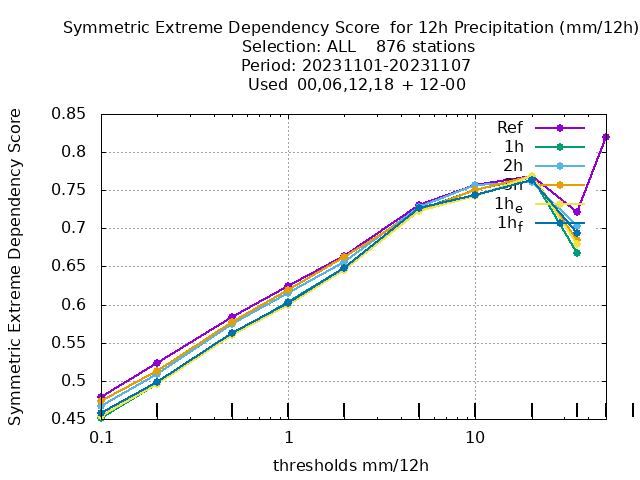 Symmetric Extreme Dependency Score  for 12h Precipitation (mm/12h)
Selection: ALL    876 stations
Period: 20231101-20231107
Used  00,06,12,18  + 12-00
Symmetric Extreme Dependency Score
0.85
0.8
0.75
0.7
0.65
0.6
0.55
0.5
0.45
0.1
1
10
thresholds mm/12h
Ref
1h
2h
3h
1he
1hf